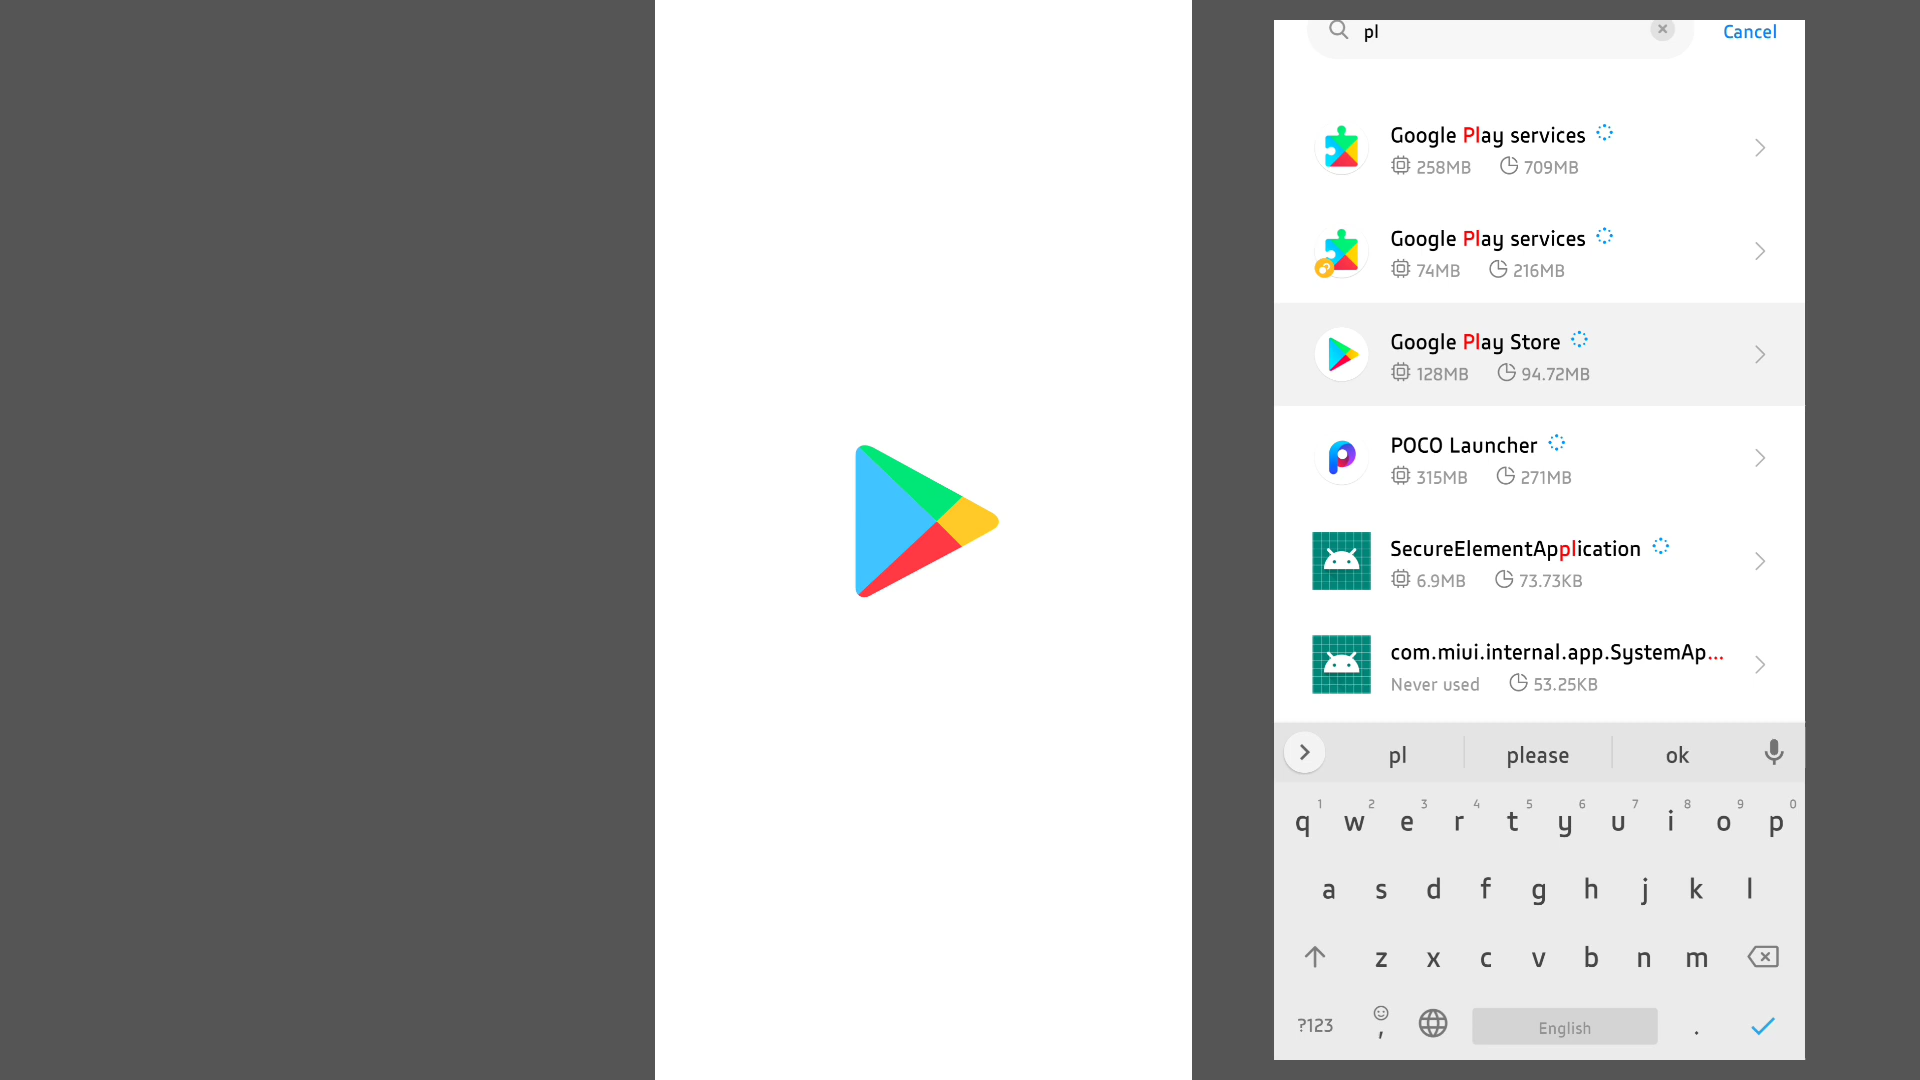 pl
Cancel
Google Play services
258MB 709MB
Google Play services
74MB 216MB
Google Play Store
128MB 94.72MB
POCO Launcher
315MB 271MB
SecureElementApplication
6.9MB 73.73KB
com.miui.internal.app.SystemAp...
Never used 53.25KB
pl please ok
1 2 3 4 5 6 7 8 9 0
q w e r t y u i o p
a s d f g h j k l
z x c v b n m
?123 , English .